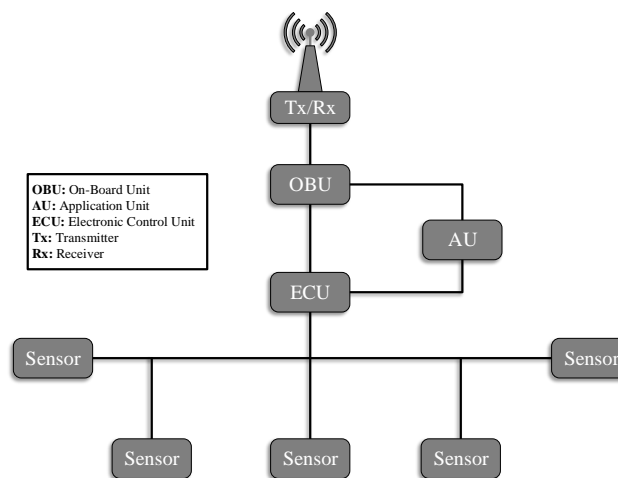 Tx/Rx
OBU
OBU: On-Board Unit
AU: Application Unit
ECU: Electronic Control Unit
Tx: Transmitter
Rx: Receiver
AU
ECU
Sensor
Sensor
Sensor
Sensor
Sensor